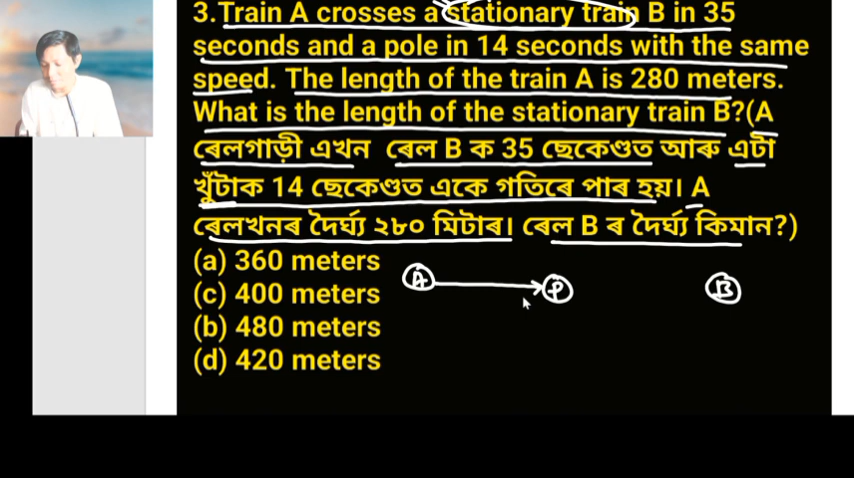 3.Train A crosses a stationary train B in 35
seconds and a pole in 14 seconds with the same
speed. The length of the train A is 280 meters.
What is the length of the stationary train B?(A
ৰেলগাড়ী এখন ৰেল B ক 35 ছেকেণ্ডত আৰু এটা
খুঁটাক 14 ছেকেণ্ডত একে গতিৰে পাৰ হয়। A
ৰেলখনৰ দৈৰ্ঘ্য ২৮০ মিটাৰ। ৰেল B ৰ দৈৰ্ঘ্য কিমান?)
(a) 360 meters
(c) 400 meters
(b) 480 meters
(d) 420 meters
A P B